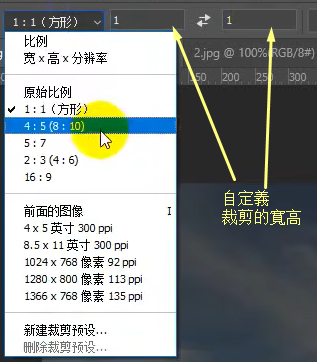 1 : 1 (方形)
1
1
2.jpg @ 100%(RGB/8#)
比例
宽 x 高 x 分辨率
原始比例
1 : 1 (方形)
4 : 5 (8 : 10)
5 : 7
2 : 3 (4 : 6)
16 : 9
自定義
裁剪的寬高
前面的图像 I
4 x 5 英寸 300 ppi
8.5 x 11 英寸 300 ppi
1024 x 768 像素 92 ppi
1280 x 800 像素 113 ppi
1366 x 768 像素 135 ppi
新建裁剪预设...
删除裁剪预设...